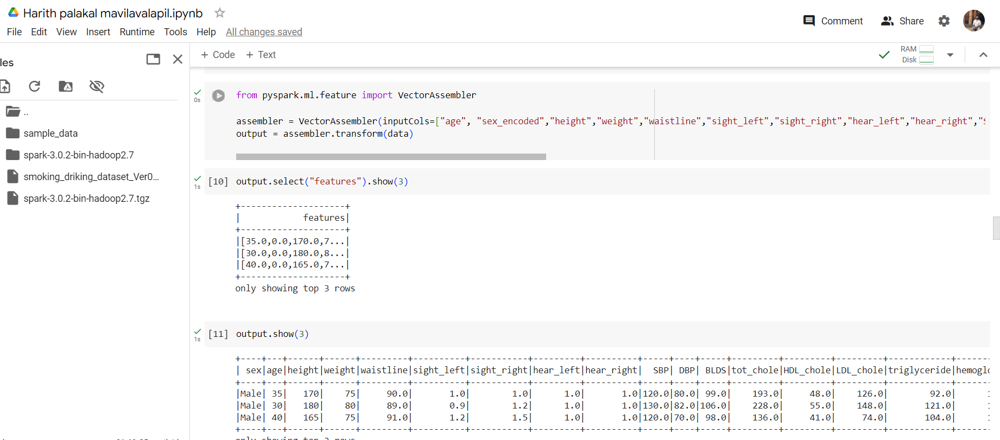 Harith palakal mavilavalapil.ipynb
File Edit View Insert Runtime Tools Help All changes saved
Comment Share
les
+ Code + Text
RAM
Disk
..
sample_data
spark-3.0.2-bin-hadoop2.7
smoking_driking_dataset_Ver0...
spark-3.0.2-bin-hadoop2.7.tgz
0s
from pyspark.ml.feature import VectorAssembler
assembler = VectorAssembler(inputCols=["age", "sex_encoded","height","weight","waistline","sight_left","sight_right","hear_left","hear_right","S
output = assembler.transform(data)
1s
[10] output.select("features").show(3)
+--------------------+
|            features|
+--------------------+
|[35.0,0.0,170.0,7...|
|[30.0,0.0,180.0,8...|
|[40.0,0.0,165.0,7...|
+--------------------+
only showing top 3 rows
1s
[11] output.show(3)
+----+---+------+------+---------+----------+-----------+---------+----------+-----+----+-----+---------+---------+---------+------------+------
| sex|age|height|weight|waistline|sight_left|sight_right|hear_left|hear_right|  SBP| DBP| BLDS|tot_chole|HDL_chole|LDL_chole|triglyceride|hemoglo
+----+---+------+------+---------+----------+-----------+---------+----------+-----+----+-----+---------+---------+---------+------------+------
|Male| 35|   170|    75|     90.0|       1.0|        1.0|      1.0|       1.0|120.0|80.0| 99.0|    193.0|     48.0|    126.0|        92.0|      1
|Male| 30|   180|    80|     89.0|       0.9|        1.2|      1.0|       1.0|130.0|82.0|106.0|    228.0|     55.0|    148.0|       121.0|      1
|Male| 40|   165|    75|     91.0|       1.2|        1.5|      1.0|       1.0|120.0|70.0| 98.0|    136.0|     41.0|     74.0|       104.0|      1
+----+---+------+------+---------+----------+-----------+---------+----------+-----+----+-----+---------+---------+---------+------------+------
only showing top 3 rows